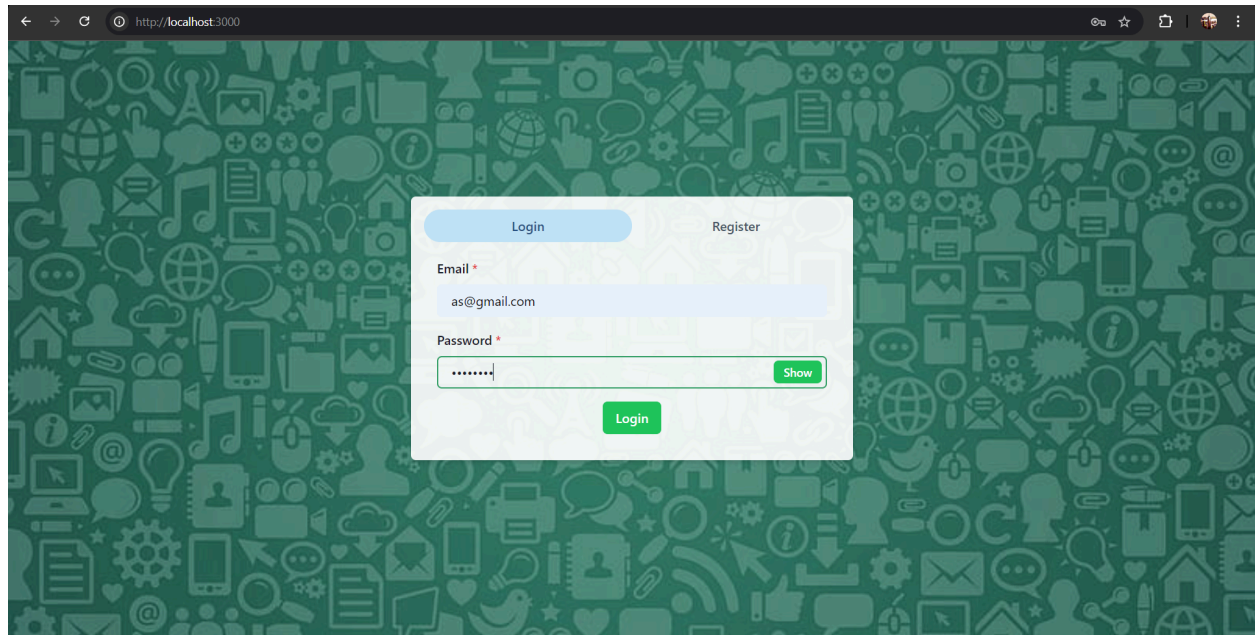 http://localhost:3000
Login Register
Email *
as@gmail.com
Password *
•••••••• Show
Login